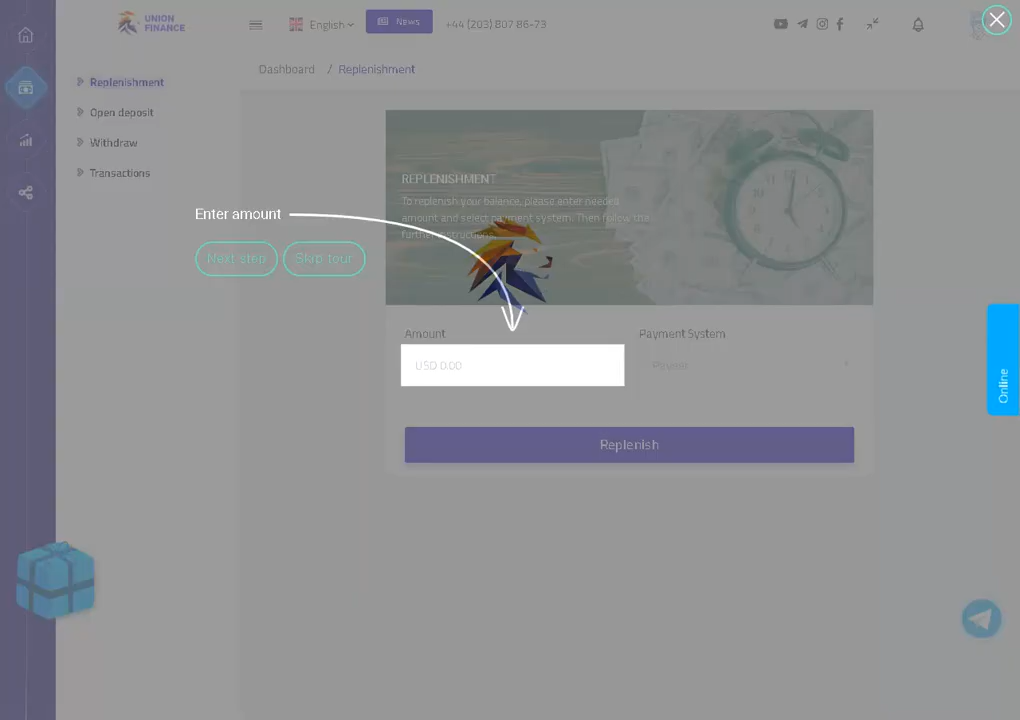 UNION
FINANCE
English
News
+44 (203) 807 86-73
Dashboard / Replenishment
Replenishment
Open deposit
Withdraw
Transactions
REPLENISHMENT
To replenish your balance, please enter needed
amount and select payment system. Then follow the
further instructions.
Enter amount
Next step
Skip tour
Amount
Payment System
USD 0.00
Payeer
Replenish
Online